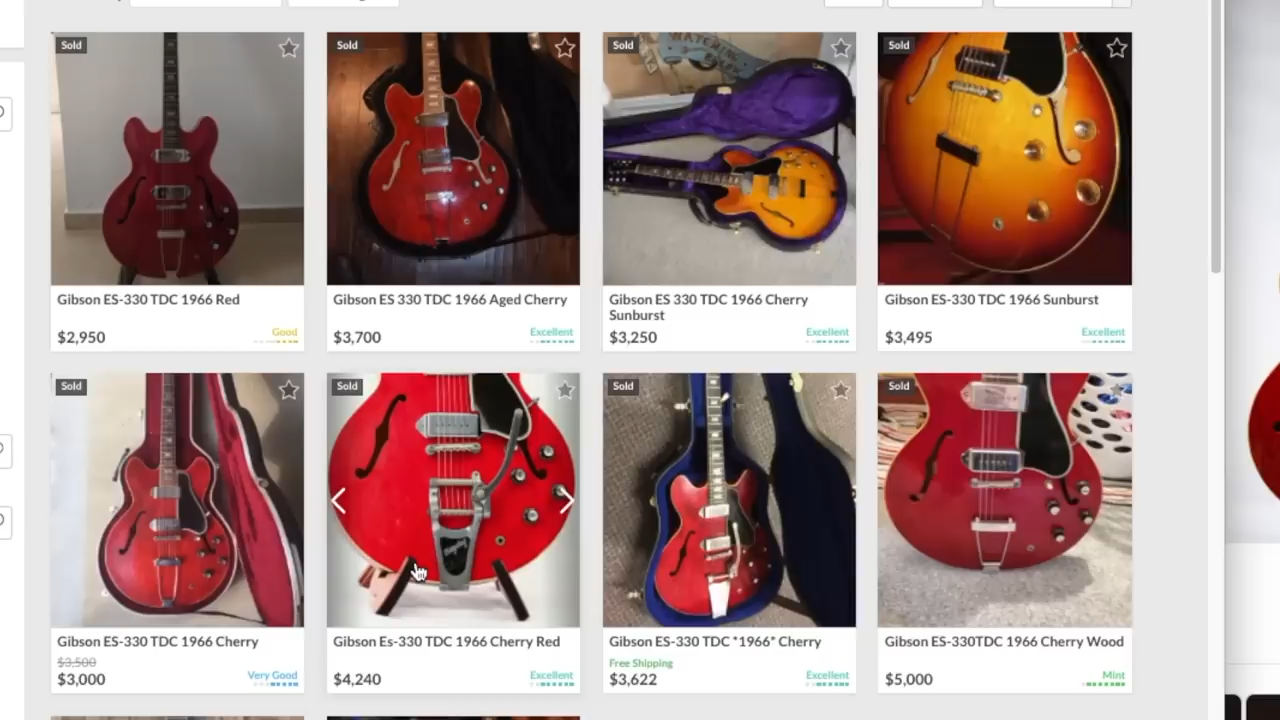 Sold
Sold
Sold
Sold
Gibson ES-330 TDC 1966 Red
$2,950
Good
Gibson ES 330 TDC 1966 Aged Cherry
$3,700
Excellent
Gibson ES 330 TDC 1966 Cherry
Sunburst
$3,250
Excellent
Gibson ES-330 TDC 1966 Sunburst
$3,495
Excellent
Sold
Sold
Sold
Sold
Gibson ES-330 TDC 1966 Cherry
$3,500
$3,000
Very Good
Gibson Es-330 TDC 1966 Cherry Red
$4,240
Excellent
Gibson ES-330 TDC *1966* Cherry
Free Shipping
$3,622
Excellent
Gibson ES-330TDC 1966 Cherry Wood
$5,000
Mint